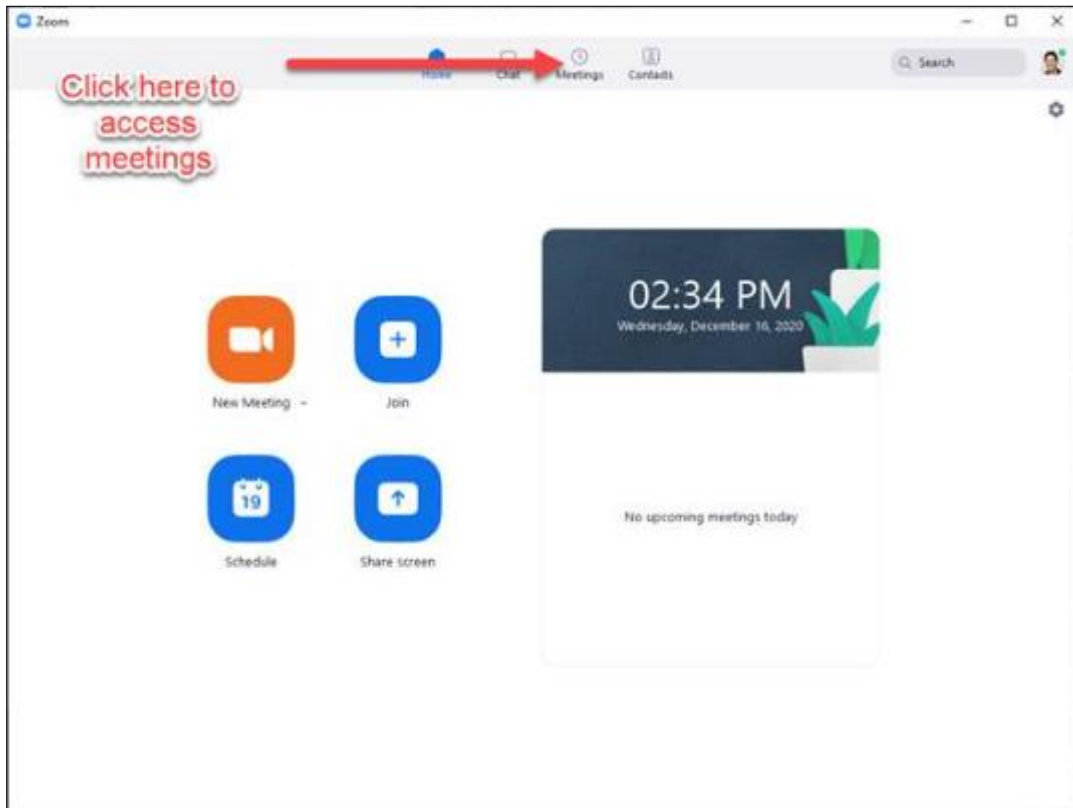 Zoom
Home
Chat
Meetings
Contacts
Search
Click here to
access
meetings
02:34 PM
Wednesday, December 16, 2020
New Meeting
Join
19
Schedule
Share screen
No upcoming meetings today